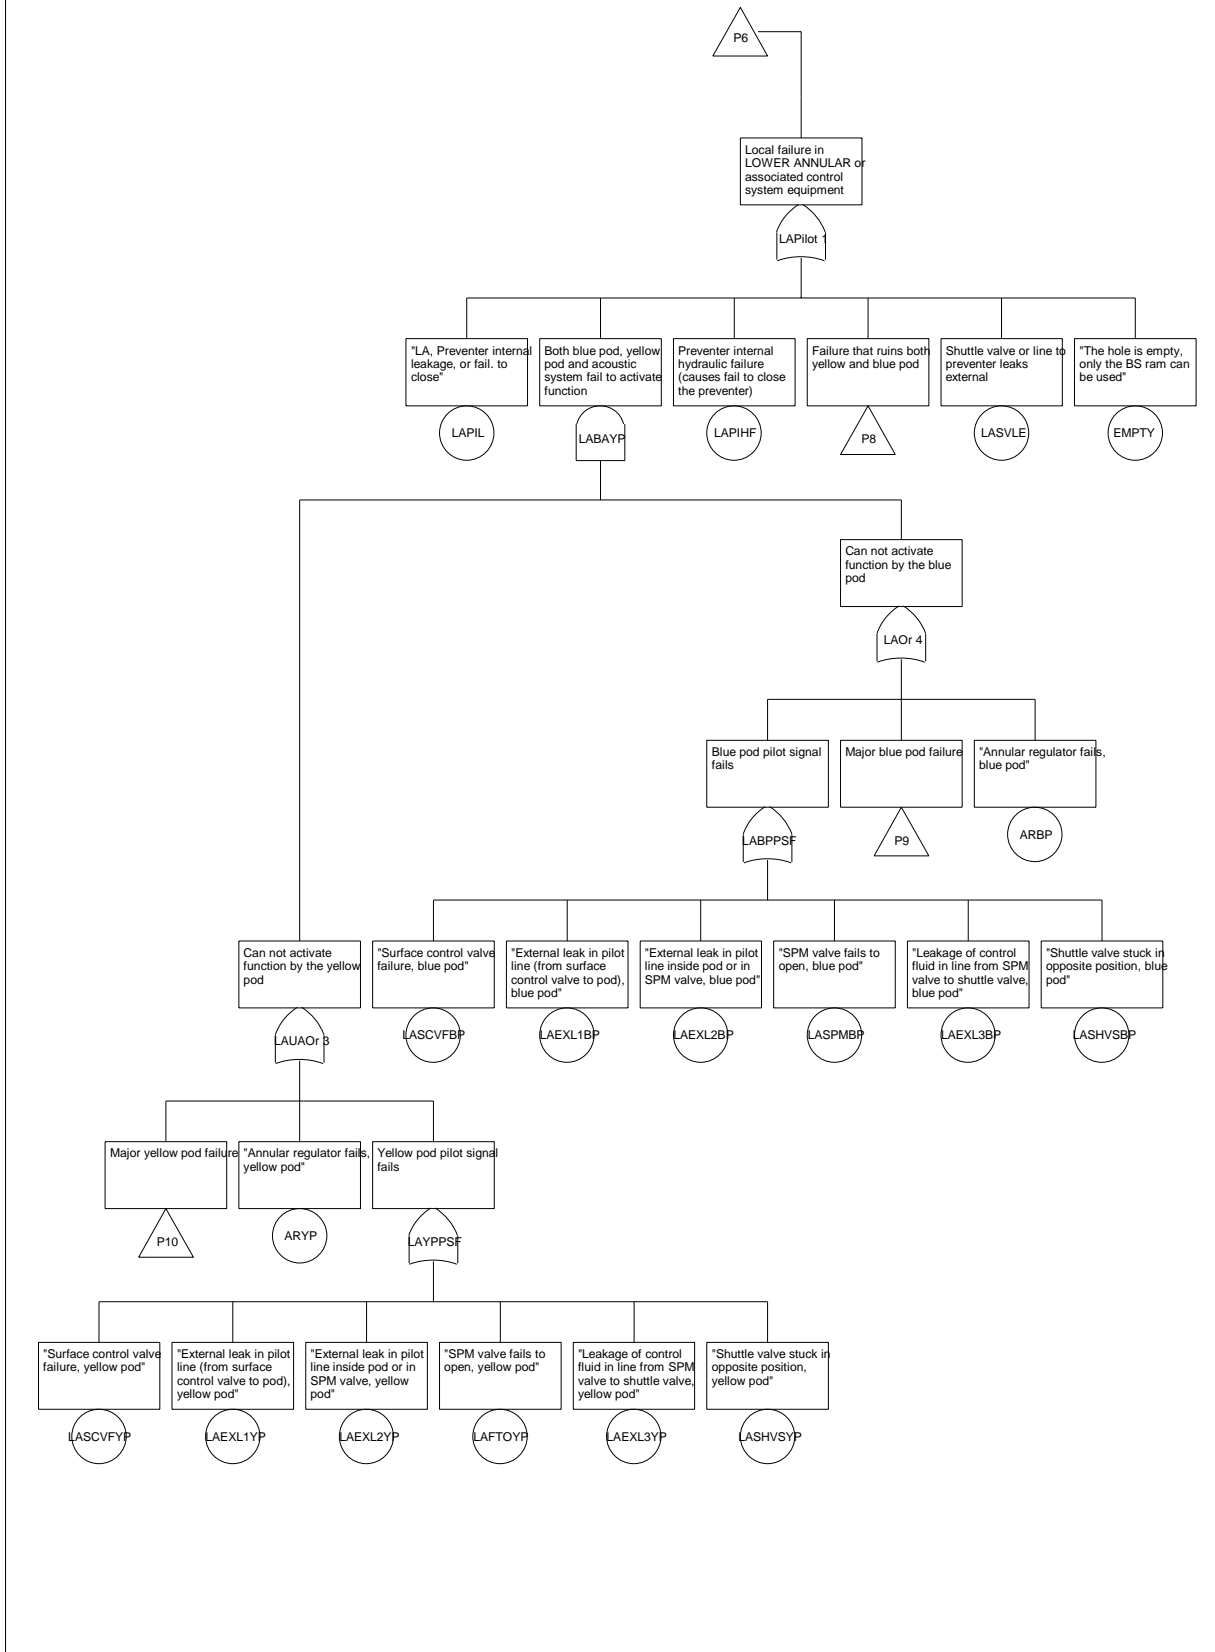 P6
Local failure in
LOWER ANNULAR or
associated control
system equipment
LAPilot 1
"LA, Preventer internal
leakage, or fail. to
close"
LAPIL
Both blue pod, yellow
pod and acoustic
system fail to activate
function
LABAYP
Preventer internal
hydraulic failure
(causes fail to close
the preventer)
LAPIHF
Failure that ruins both
yellow and blue pod
P8
Shuttle valve or line to
preventer leaks
external
LASVLE
"The hole is empty,
only the BS ram can
be used"
EMPTY
Can not activate
function by the blue
pod
LAOr 4
Blue pod pilot signal
fails
LABPPSF
Major blue pod failure
P9
"Annular regulator fails,
blue pod"
ARBP
Can not activate
function by the yellow
pod
LAUAOr 3
"Surface control valve
failure, blue pod"
LASCVFBP
"External leak in pilot
line (from surface
control valve to pod),
blue pod"
LAEXL1BP
"External leak in pilot
line inside pod or in
SPM valve, blue pod"
LAEXL2BP
"SPM valve fails to
open, blue pod"
LASPMBP
"Leakage of control
fluid in line from SPM
valve to shuttle valve,
blue pod"
LAEXL3BP
"Shuttle valve stuck in
opposite position, blue
pod"
LASHVSBP
Major yellow pod failure
P10
"Annular regulator fails,
yellow pod"
ARYP
Yellow pod pilot signal
fails
LAYPPSF
"Surface control valve
failure, yellow pod"
LASCVFYP
"External leak in pilot
line (from surface
control valve to pod),
yellow pod"
LAEXL1YP
"External leak in pilot
line inside pod or in
SPM valve, yellow
pod"
LAEXL2YP
"SPM valve fails to
open, yellow pod"
LAFTOYP
"Leakage of control
fluid in line from SPM
valve to shuttle valve,
yellow pod"
LAEXL3YP
"Shuttle valve stuck in
opposite position,
yellow pod"
LASHVSYP